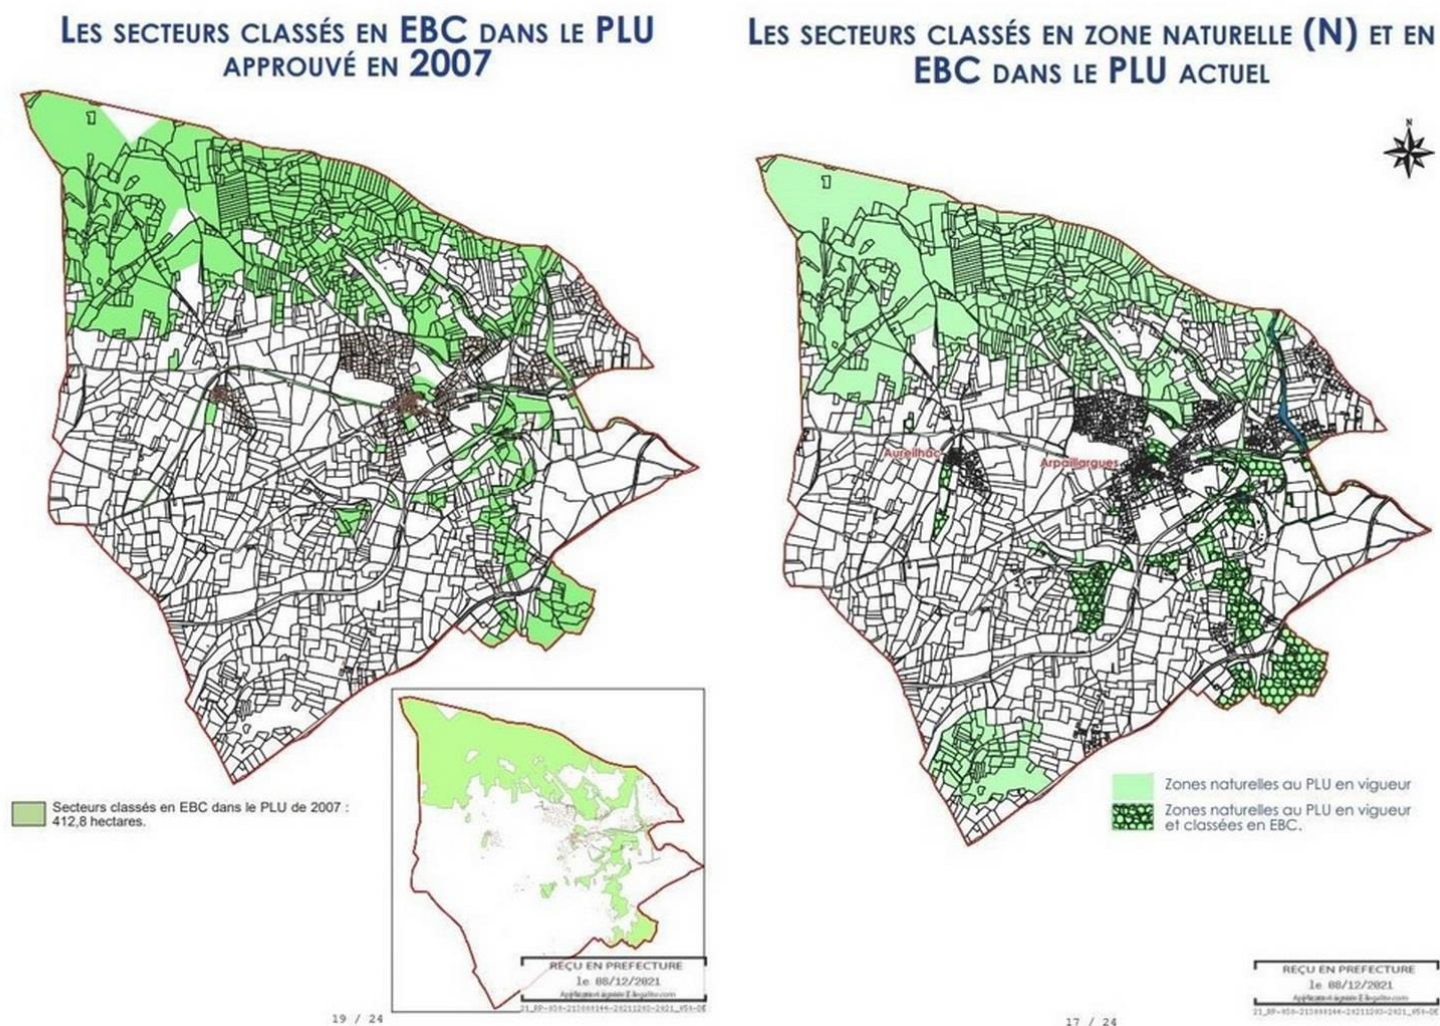 LES SECTEURS CLASSÉS EN EBC DANS LE PLU
APPROUVÉ EN 2007
Secteurs classés en EBC dans le PLU de 2007 :
412,8 hectares.
REÇU EN PREFECTURE
le 08/12/2021
19 / 24
LES SECTEURS CLASSÉS EN ZONE NATURELLE (N) ET EN
EBC DANS LE PLU ACTUEL
N
Aureilhac
Arpaillargues
Zones naturelles au PLU en vigueur
Zones naturelles au PLU en vigueur
et classées en EBC.
REÇU EN PREFECTURE
le 08/12/2021
17 / 24